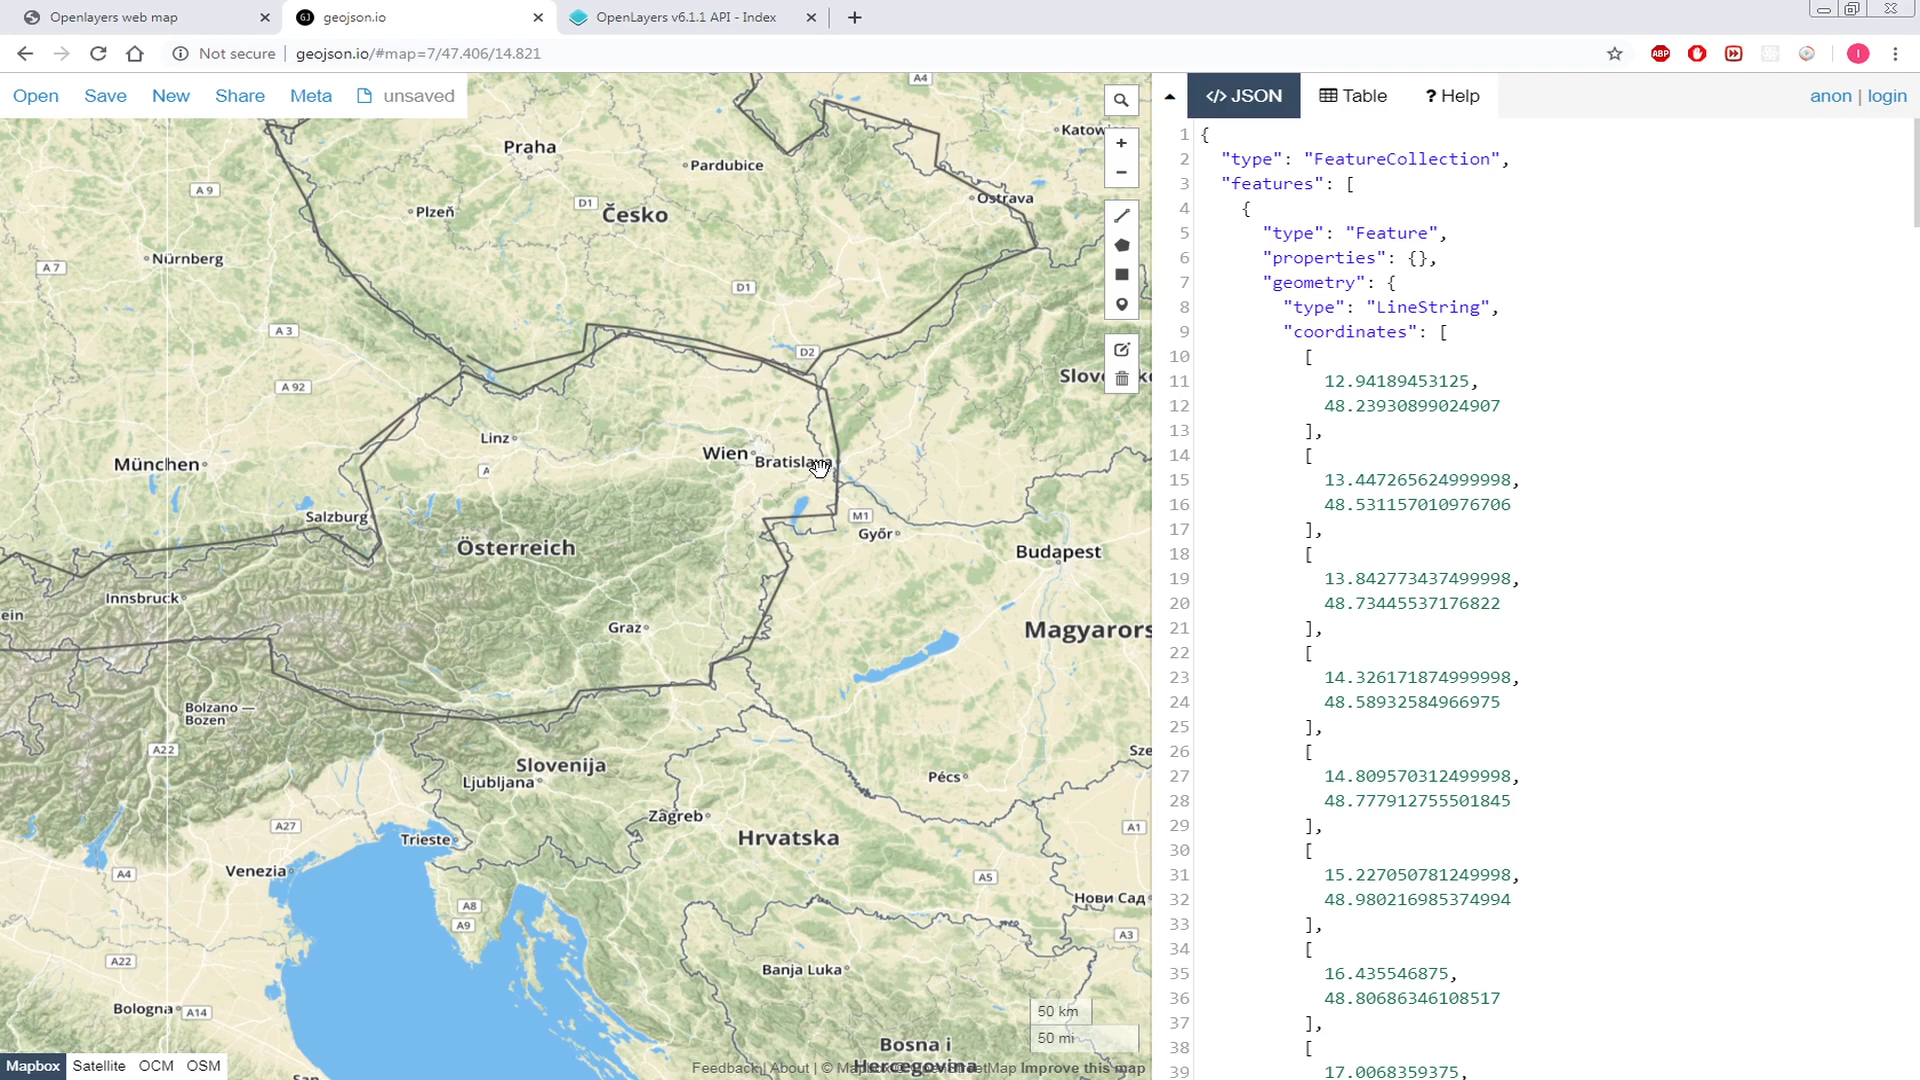 Openlayers web map
geojson.io
OpenLayers v6.1.1 API - Index
Not secure
geojson.io/#map=7/47.406/14.821
ABP
I
Open
Save
New
Share
Meta
unsaved
</> JSON
Table
? Help
anon | login
A4
Katow
Praha
Pardubice
A 9
Plzeň
D1
Česko
Ostrava
Nürnberg
A 7
D1
A 3
D2
A 92
Linz
Wien
Bratislava
München
A
Salzburg
M1
Győr
Österreich
Budapest
Innsbruck
ein
Graz
Magyarors
Bolzano —
Bozen
A22
Slovenija
Ljubljana
Sze
Pécs
Zagreb
A27
Trieste
Hrvatska
A1
A4
Venezia
A5
A8
A9
Нови Сад
A3
A22
Banja Luka
Bologna
A14
50 km
50 mi
Bosna i
Hercegovina
Mapbox
Satellite
OCM
OSM
Feedback | About | © Mapbox © OpenStreetMap Improve this map
1 {
2 "type": "FeatureCollection",
3 "features": [
4 {
5 "type": "Feature",
6 "properties": {},
7 "geometry": {
8 "type": "LineString",
9 "coordinates": [
10 [
11 12.94189453125,
12 48.23930899024907
13 ],
14 [
15 13.447265624999998,
16 48.531157010976706
17 ],
18 [
19 13.842773437499998,
20 48.73445537176822
21 ],
22 [
23 14.326171874999998,
24 48.58932584966975
25 ],
26 [
27 14.809570312499998,
28 48.777912755501845
29 ],
30 [
31 15.227050781249998,
32 48.980216985374994
33 ],
34 [
35 16.435546875,
36 48.80686346108517
37 ],
38 [
39 17.0068359375,